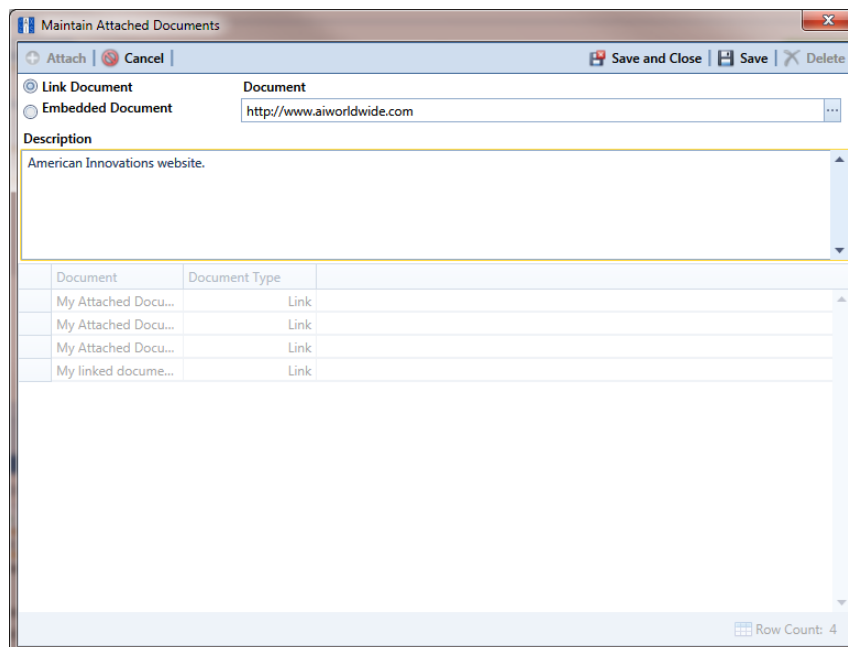 Maintain Attached Documents
Attach Cancel Save and Close Save Delete
Link Document Document
Embedded Document http://www.aiworldwide.com ...
Description
American Innovations website.
Document Document Type
My Attached Docu... Link
My Attached Docu... Link
My Attached Docu... Link
My linked docume... Link
Row Count: 4